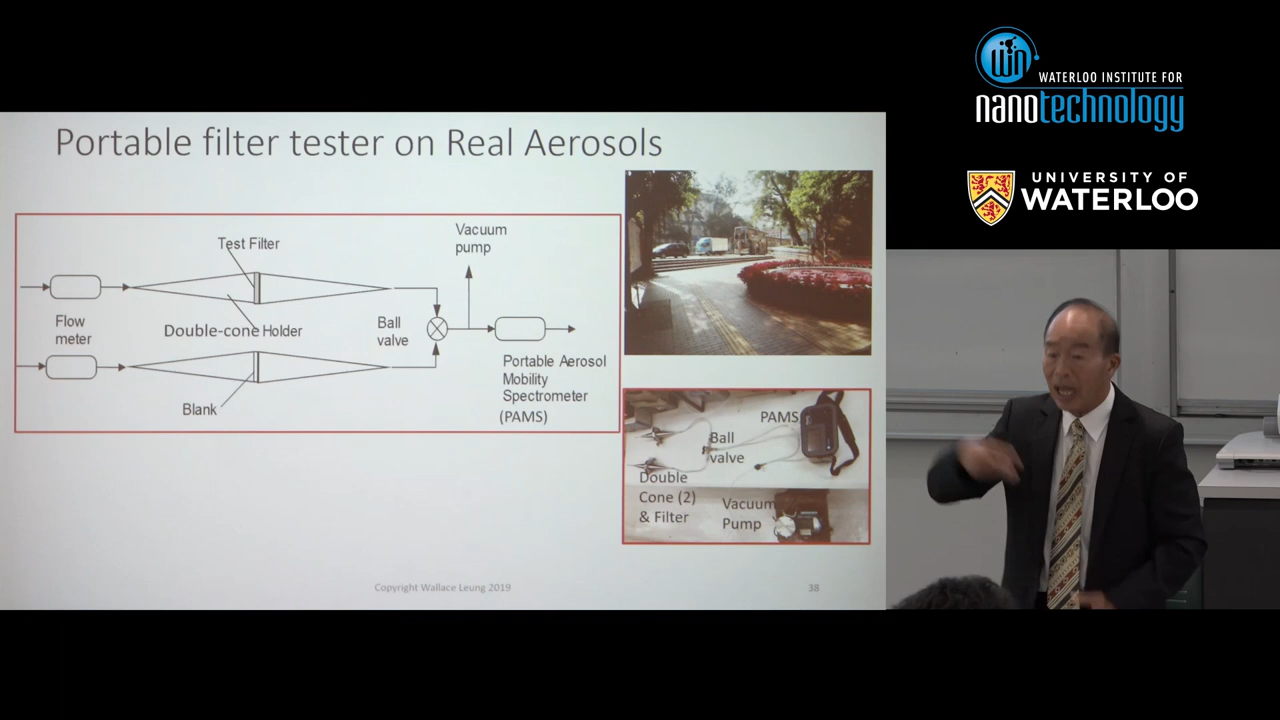 Portable filter tester on Real Aerosols
Test Filter
Vacuum
pump
Flow
meter
Double-cone Holder
Ball
valve
Blank
Portable Aerosol
Mobility
Spectrometer
(PAMS)
PAMS
Ball
valve
Double
Cone (2)
& Filter
Vacuum
Pump
Copyright Wallace Leung 2019
38
win
WATERLOO INSTITUTE FOR
nanotechnology
UNIVERSITY OF
WATERLOO